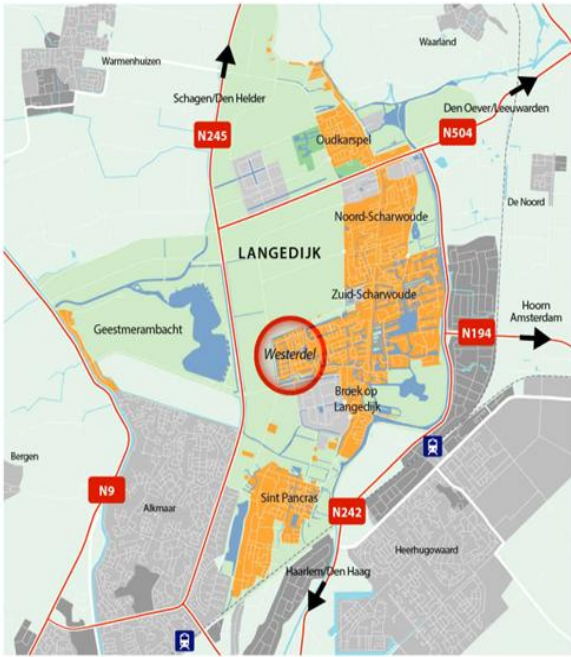 Waarland
Warmenhuizen
Schagen/Den Helder
Den Oever/Leeuwarden
N245
N504
Oudkarspel
De Noord
Noord-Scharwoude
LANGEDIJK
Zuid-Scharwoude
Hoorn
Amsterdam
Geestmerambacht
N194
Westerdel
Broek op
Langedijk
Bergen
N9
Sint Pancras
Alkmaar
N242
Heerhugowaard
Haarlem/Den Haag